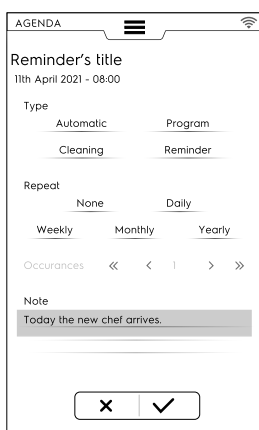 AGENDA
Reminder's title
11th April 2021 - 08:00
Type
Automatic Program
Cleaning Reminder
Repeat
None Daily
Weekly Monthly Yearly
Occurances « < 1 > »
Note
Today the new chef arrives.